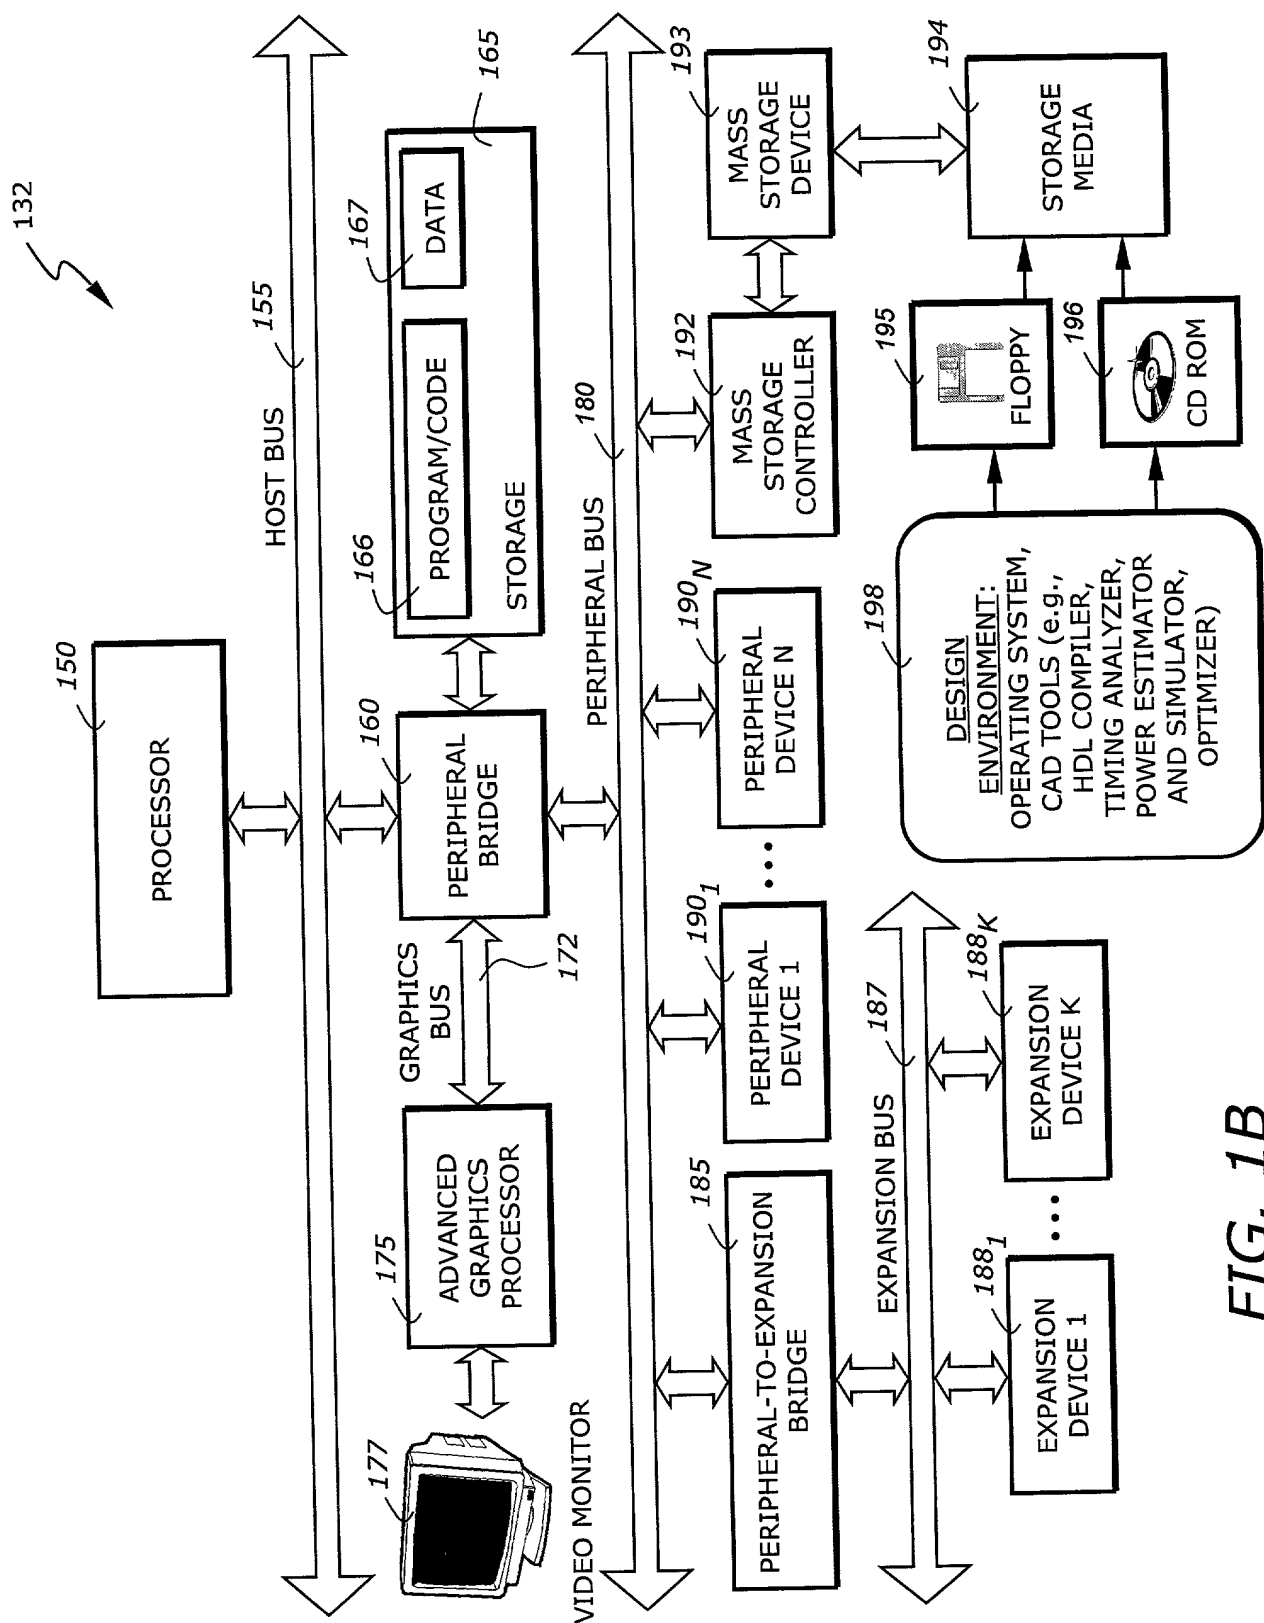 132
150
PROCESSOR
HOST BUS
155
177
VIDEO MONITOR
175
ADVANCED
GRAPHICS
PROCESSOR
GRAPHICS
BUS
172
160
PERIPHERAL
BRIDGE
166
PROGRAM/CODE
167
DATA
STORAGE
165
PERIPHERAL BUS
180
185
PERIPHERAL-TO-EXPANSION
BRIDGE
190₁
PERIPHERAL
DEVICE 1
• • •
190N
PERIPHERAL
DEVICE N
192
MASS
STORAGE
CONTROLLER
193
MASS
STORAGE
DEVICE
EXPANSION BUS
187
188₁
EXPANSION
DEVICE 1
• • •
188K
EXPANSION
DEVICE K
198
DESIGN
ENVIRONMENT:
OPERATING SYSTEM,
CAD TOOLS (e.g.,
HDL COMPILER,
TIMING ANALYZER,
POWER ESTIMATOR
AND SIMULATOR,
OPTIMIZER)
195
FLOPPY
196
CD ROM
194
STORAGE
MEDIA
FIG. 1B